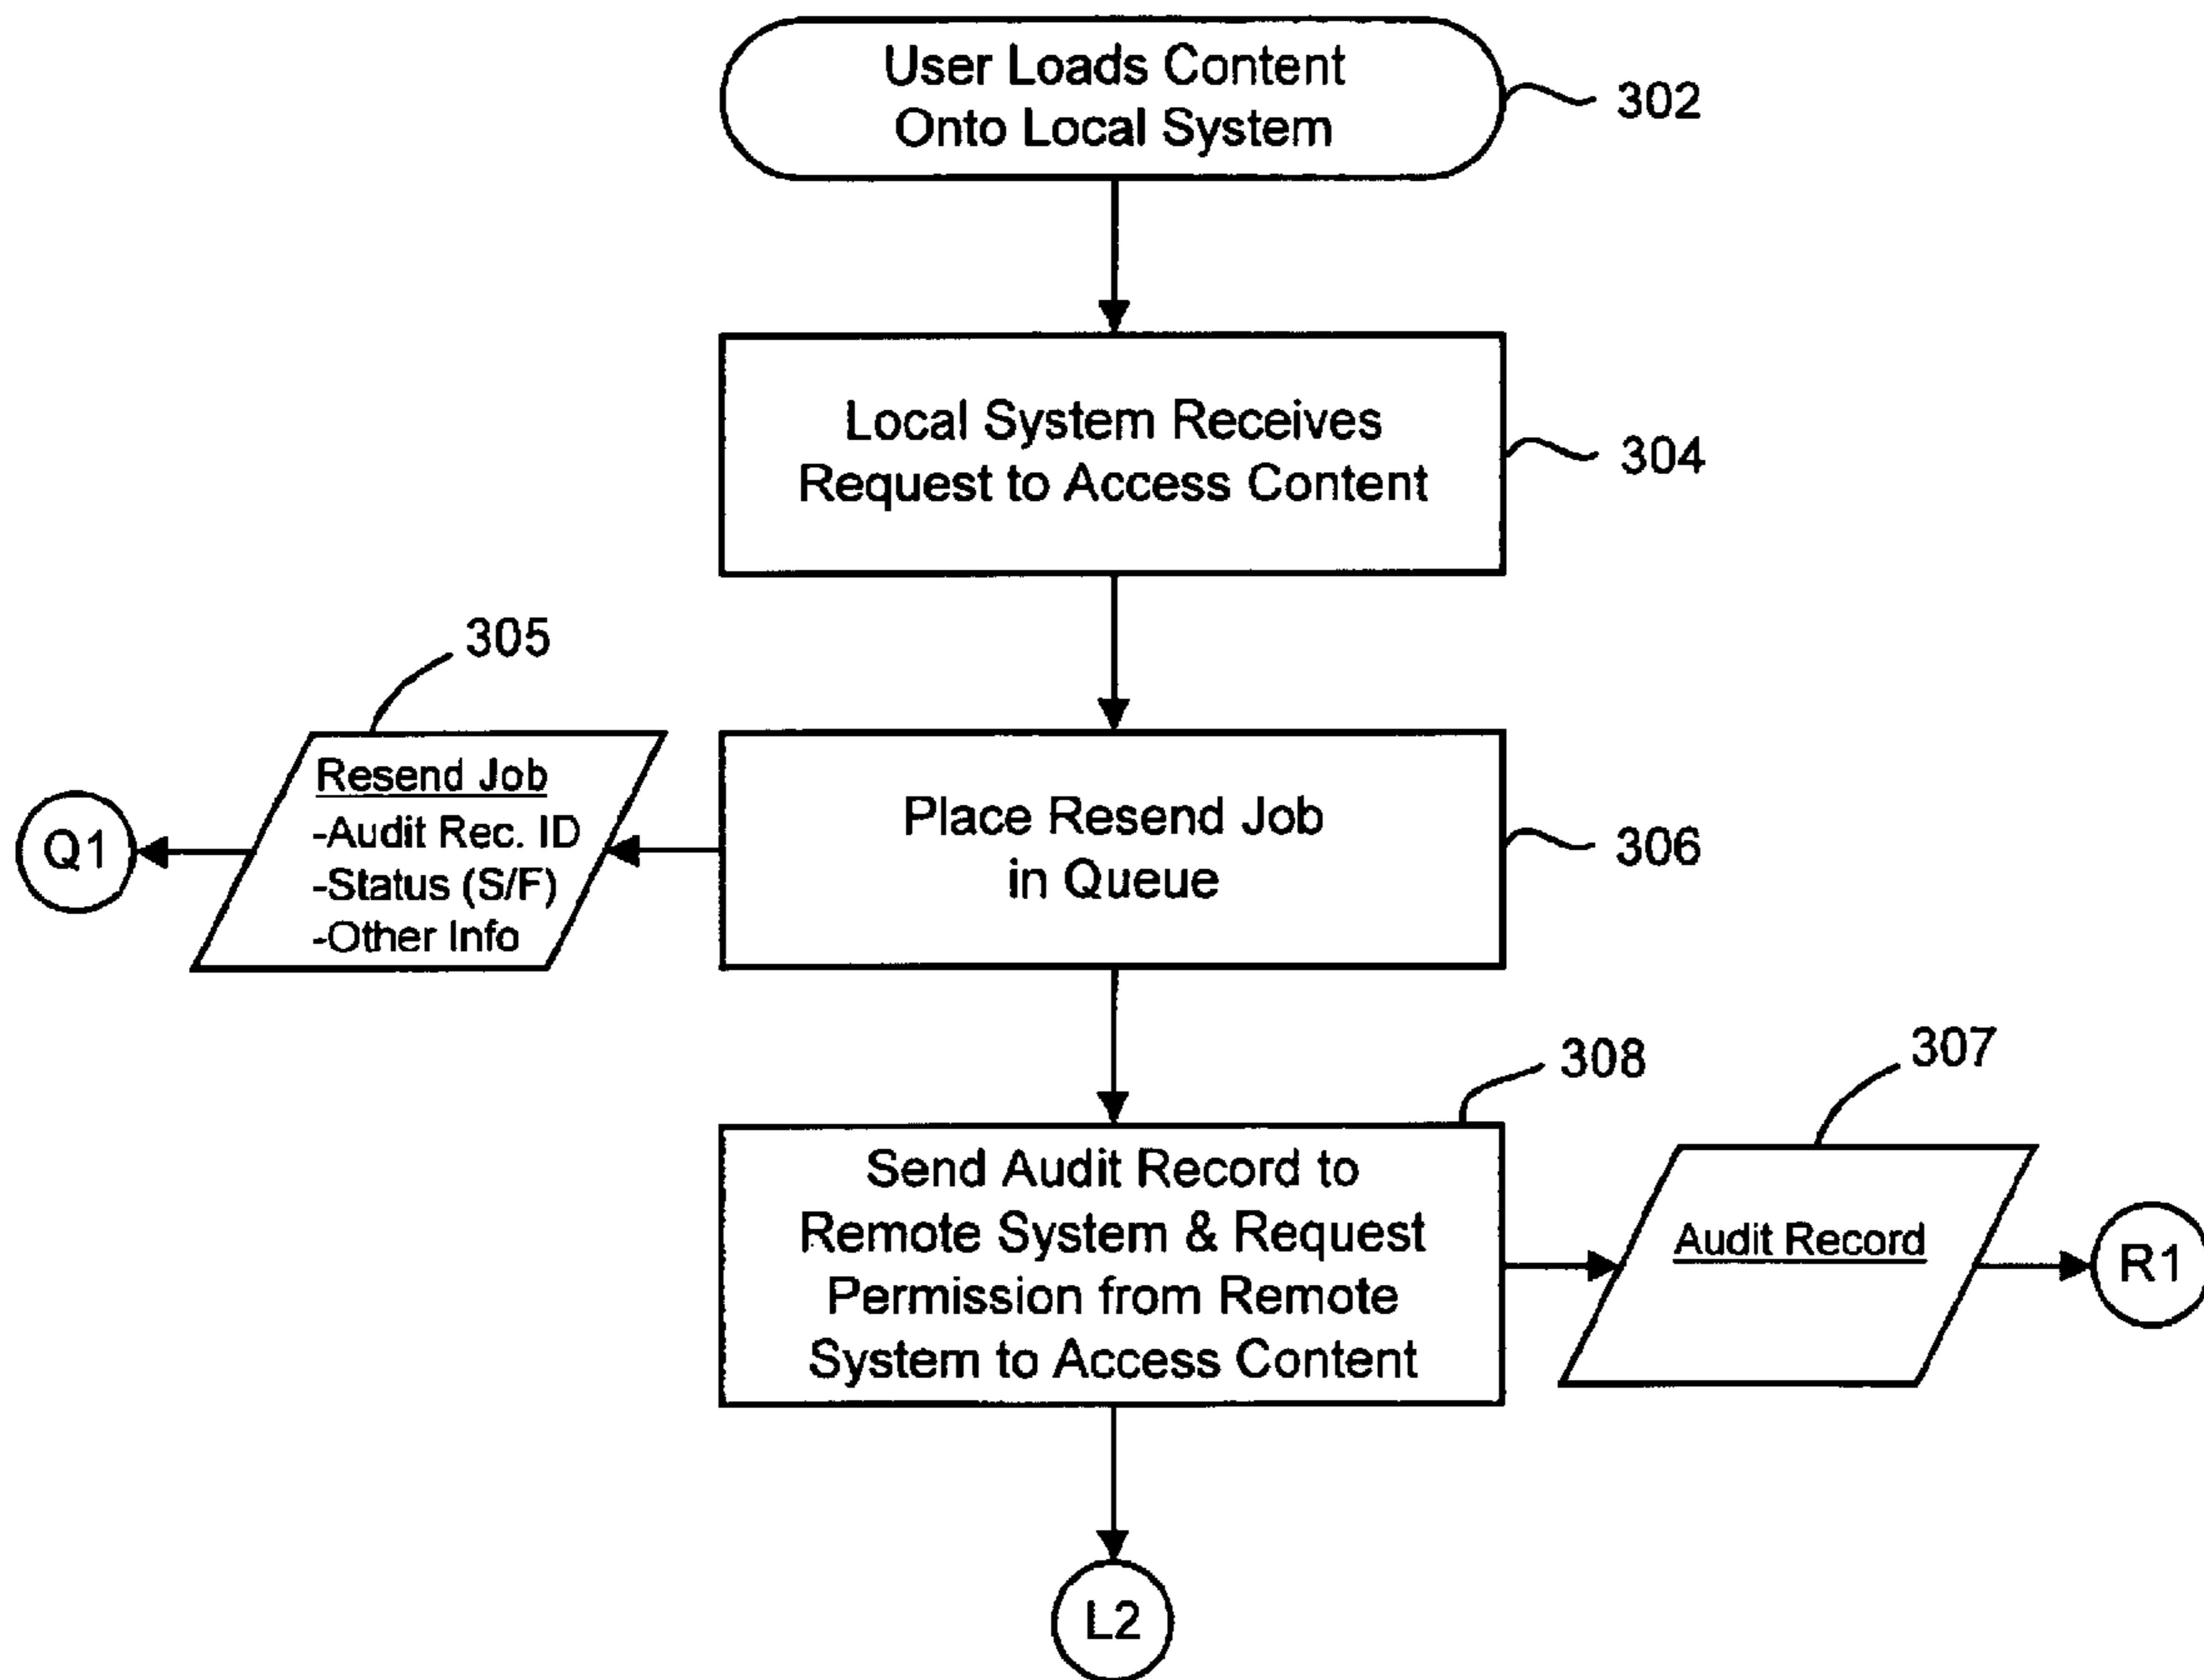 User Loads Content
Onto Local System
302
Local System Receives
Request to Access Content
304
305
Resend Job
-Audit Rec. ID
-Status (S/F)
-Other Info
Q1
Place Resend Job
in Queue
306
308
307
Send Audit Record to
Remote System & Request
Permission from Remote
System to Access Content
Audit Record
R1
L2